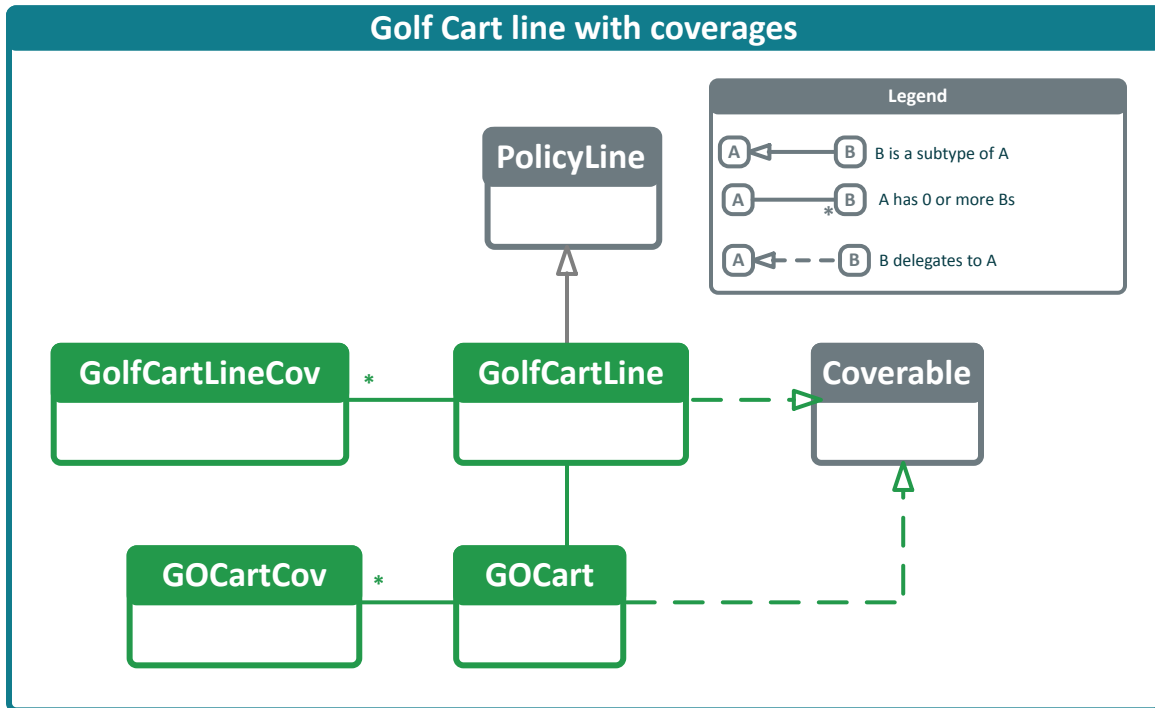 Golf Cart line with coverages
Legend
A B B is a subtype of A
A * B A has 0 or more Bs
A B B delegates to A
PolicyLine
GolfCartLineCov * GolfCartLine Coverable
GOCartCov * GOCart